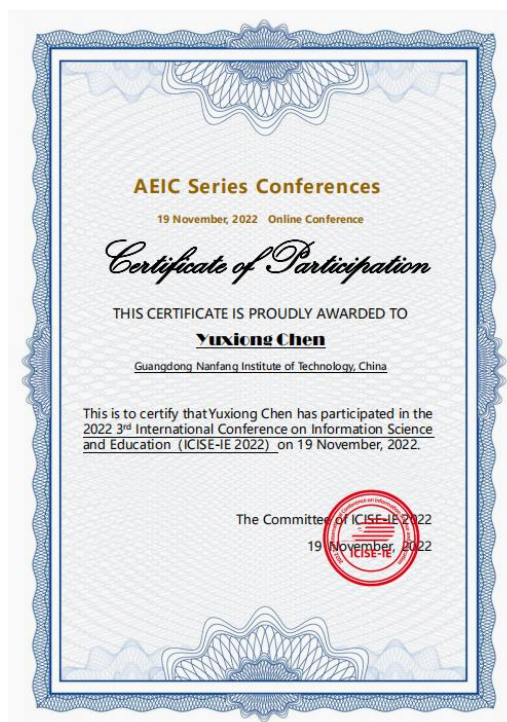 AEIC Series Conferences
19 November, 2022 Online Conference
Certificate of Participation
THIS CERTIFICATE IS PROUDLY AWARDED TO
Yuxiong Chen
Guangdong Nanfang Institute of Technology, China
This is to certify that Yuxiong Chen has participated in the
2022 3rd International Conference on Information Science
and Education (ICISE-IE 2022) on 19 November, 2022.
The Committee of ICISE-IE 2022
19 November, 2022
ICISE-IE